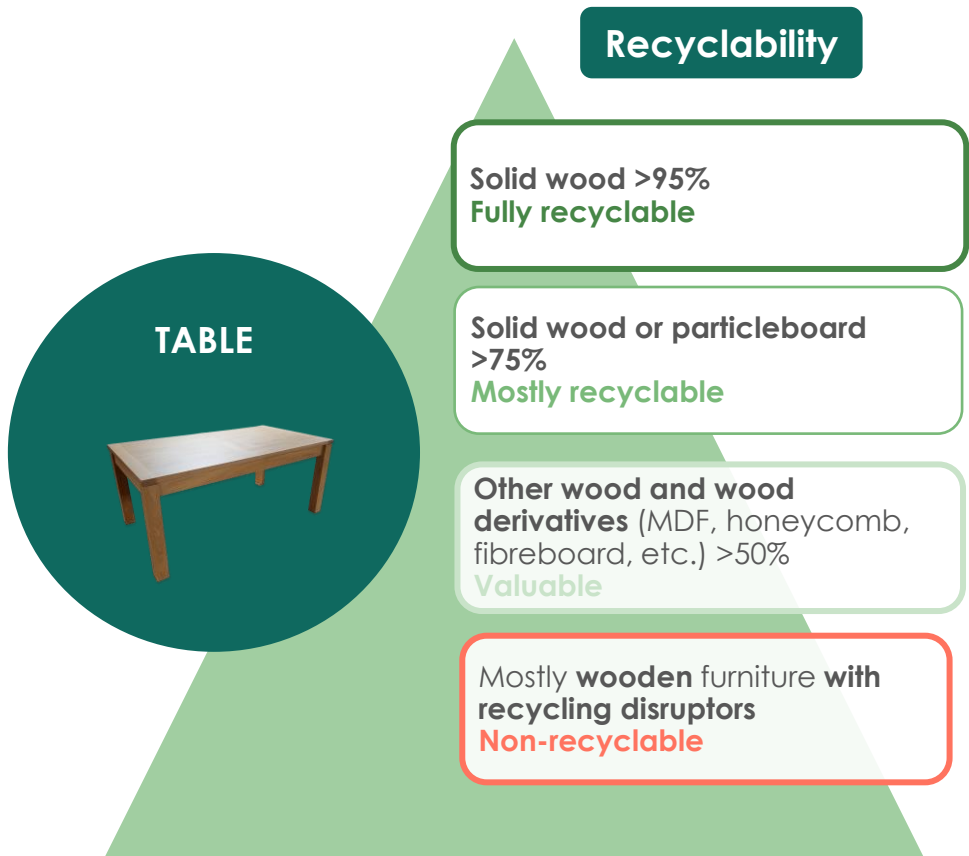 Recyclability
Solid wood >95%
Fully recyclable
TABLE
Solid wood or particleboard
>75%
Mostly recyclable
Other wood and wood
derivatives (MDF, honeycomb,
fibreboard, etc.) >50%
Valuable
Mostly wooden furniture with
recycling disruptors
Non-recyclable